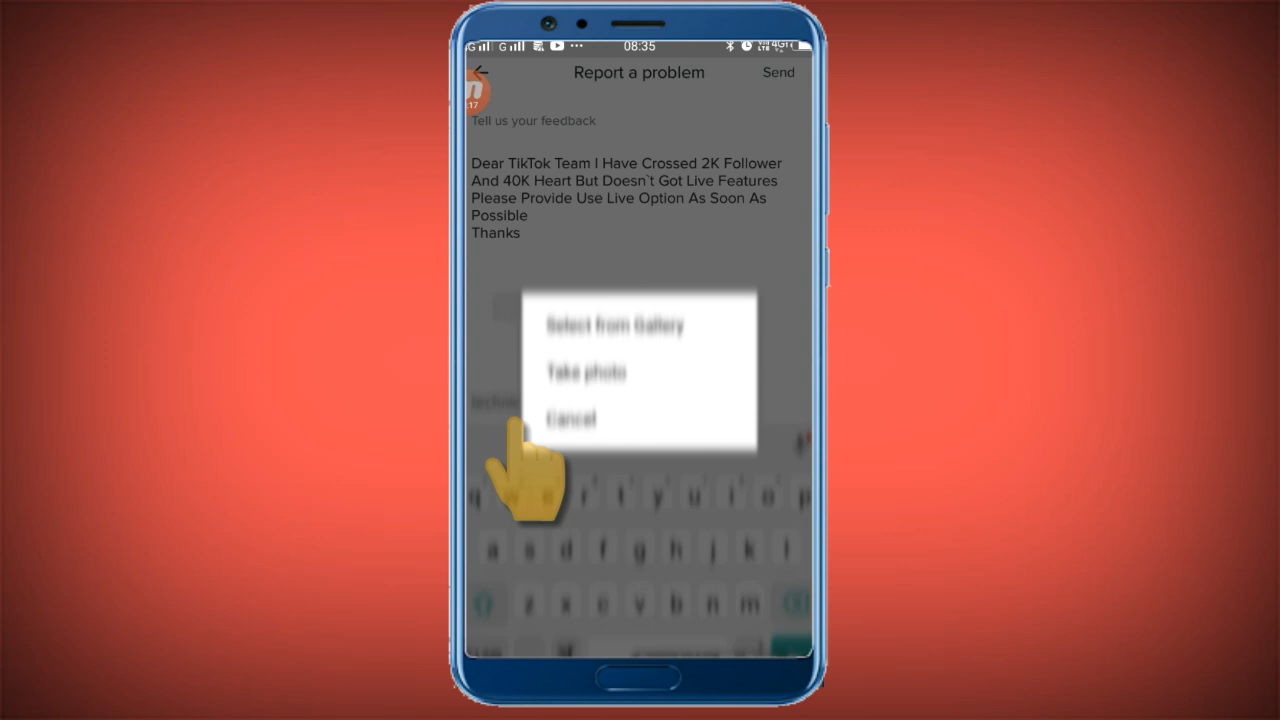 08:35
Report a problem Send
:17
Tell us your feedback
Dear TikTok Team I Have Crossed 2K Follower
And 40K Heart But Doesn`t Got Live Features
Please Provide Use Live Option As Soon As
Possible
Thanks
Select from Gallery
Take photo
Cancel
q w e r t y u i o p
a s d f g h j k l
z x c v b n m